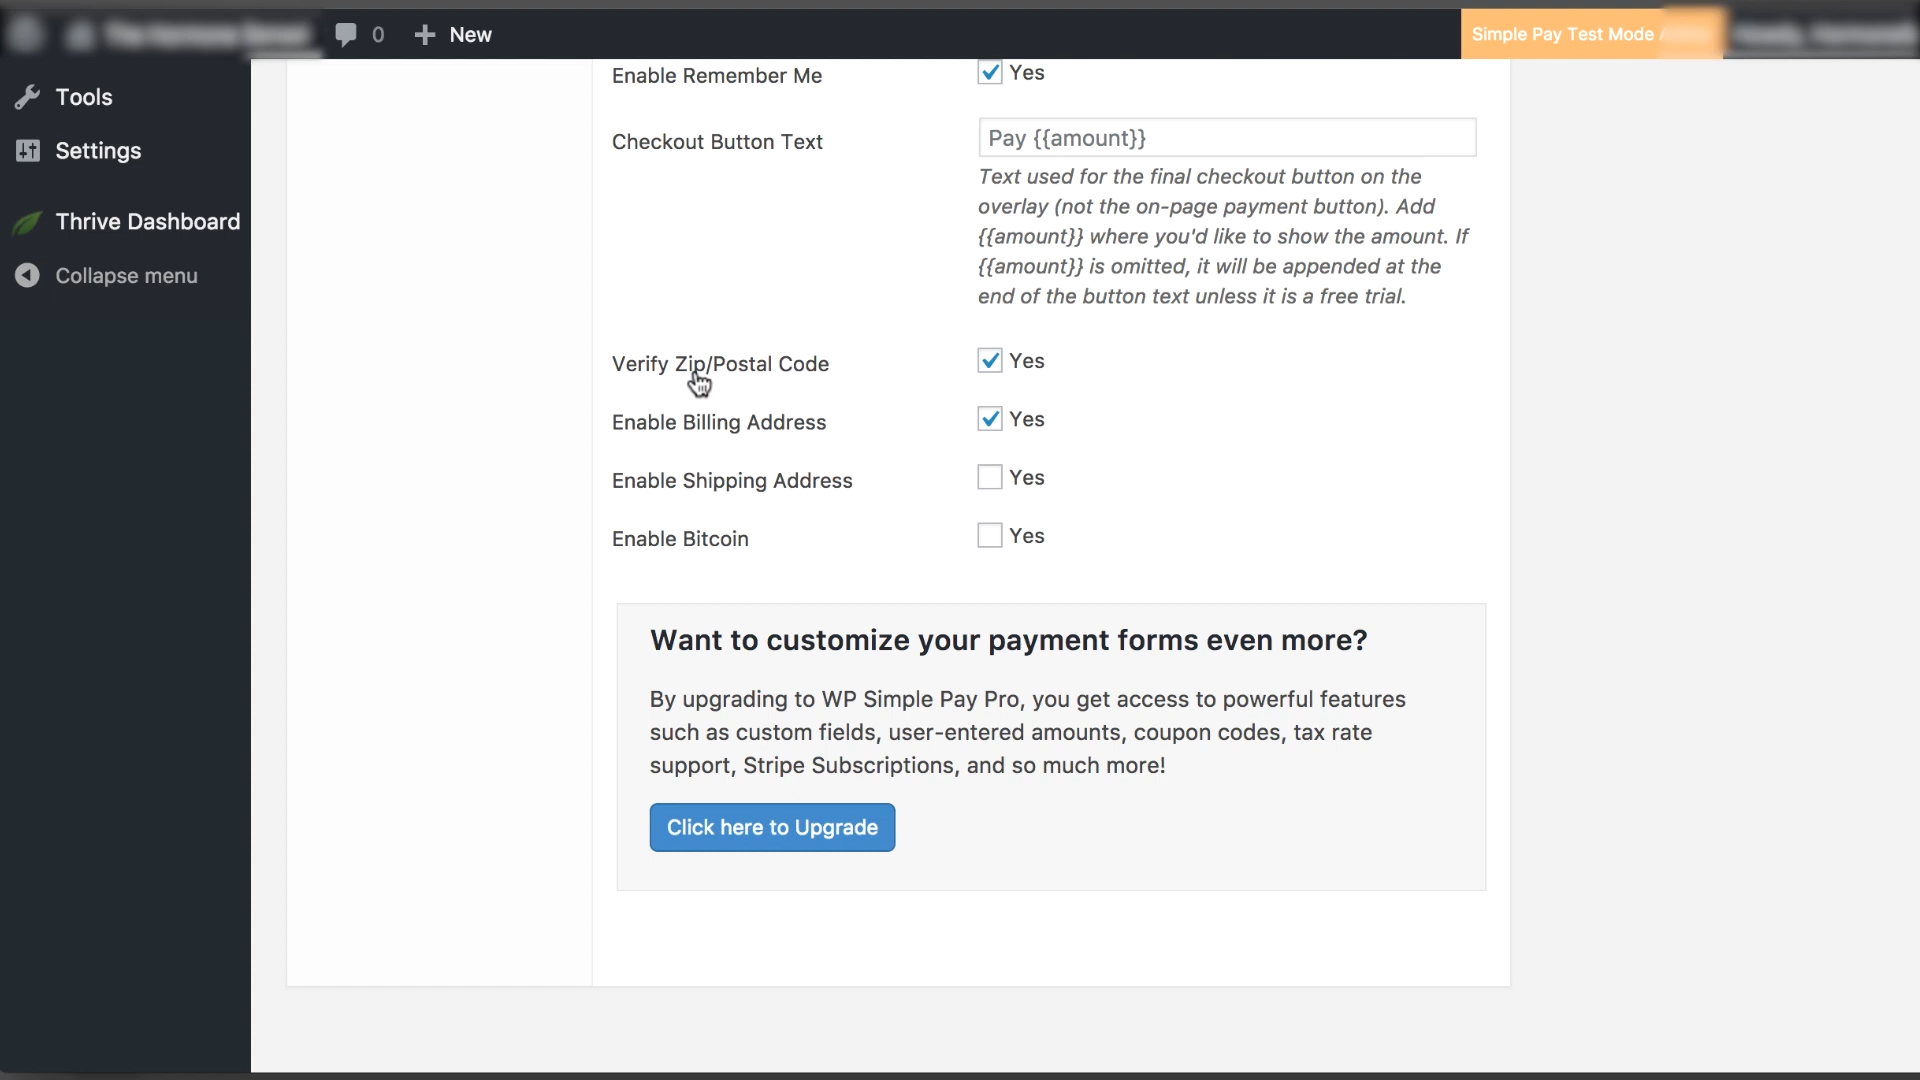 0
New
Simple Pay Test Mode
Tools
Settings
Thrive Dashboard
Collapse menu
Enable Remember Me
Yes
Checkout Button Text
Pay {{amount}}
Text used for the final checkout button on the
overlay (not the on-page payment button). Add
{{amount}} where you'd like to show the amount. If
{{amount}} is omitted, it will be appended at the
end of the button text unless it is a free trial.
Verify Zip/Postal Code
Yes
Enable Billing Address
Yes
Enable Shipping Address
Yes
Enable Bitcoin
Yes
Want to customize your payment forms even more?
By upgrading to WP Simple Pay Pro, you get access to powerful features
such as custom fields, user-entered amounts, coupon codes, tax rate
support, Stripe Subscriptions, and so much more!
Click here to Upgrade